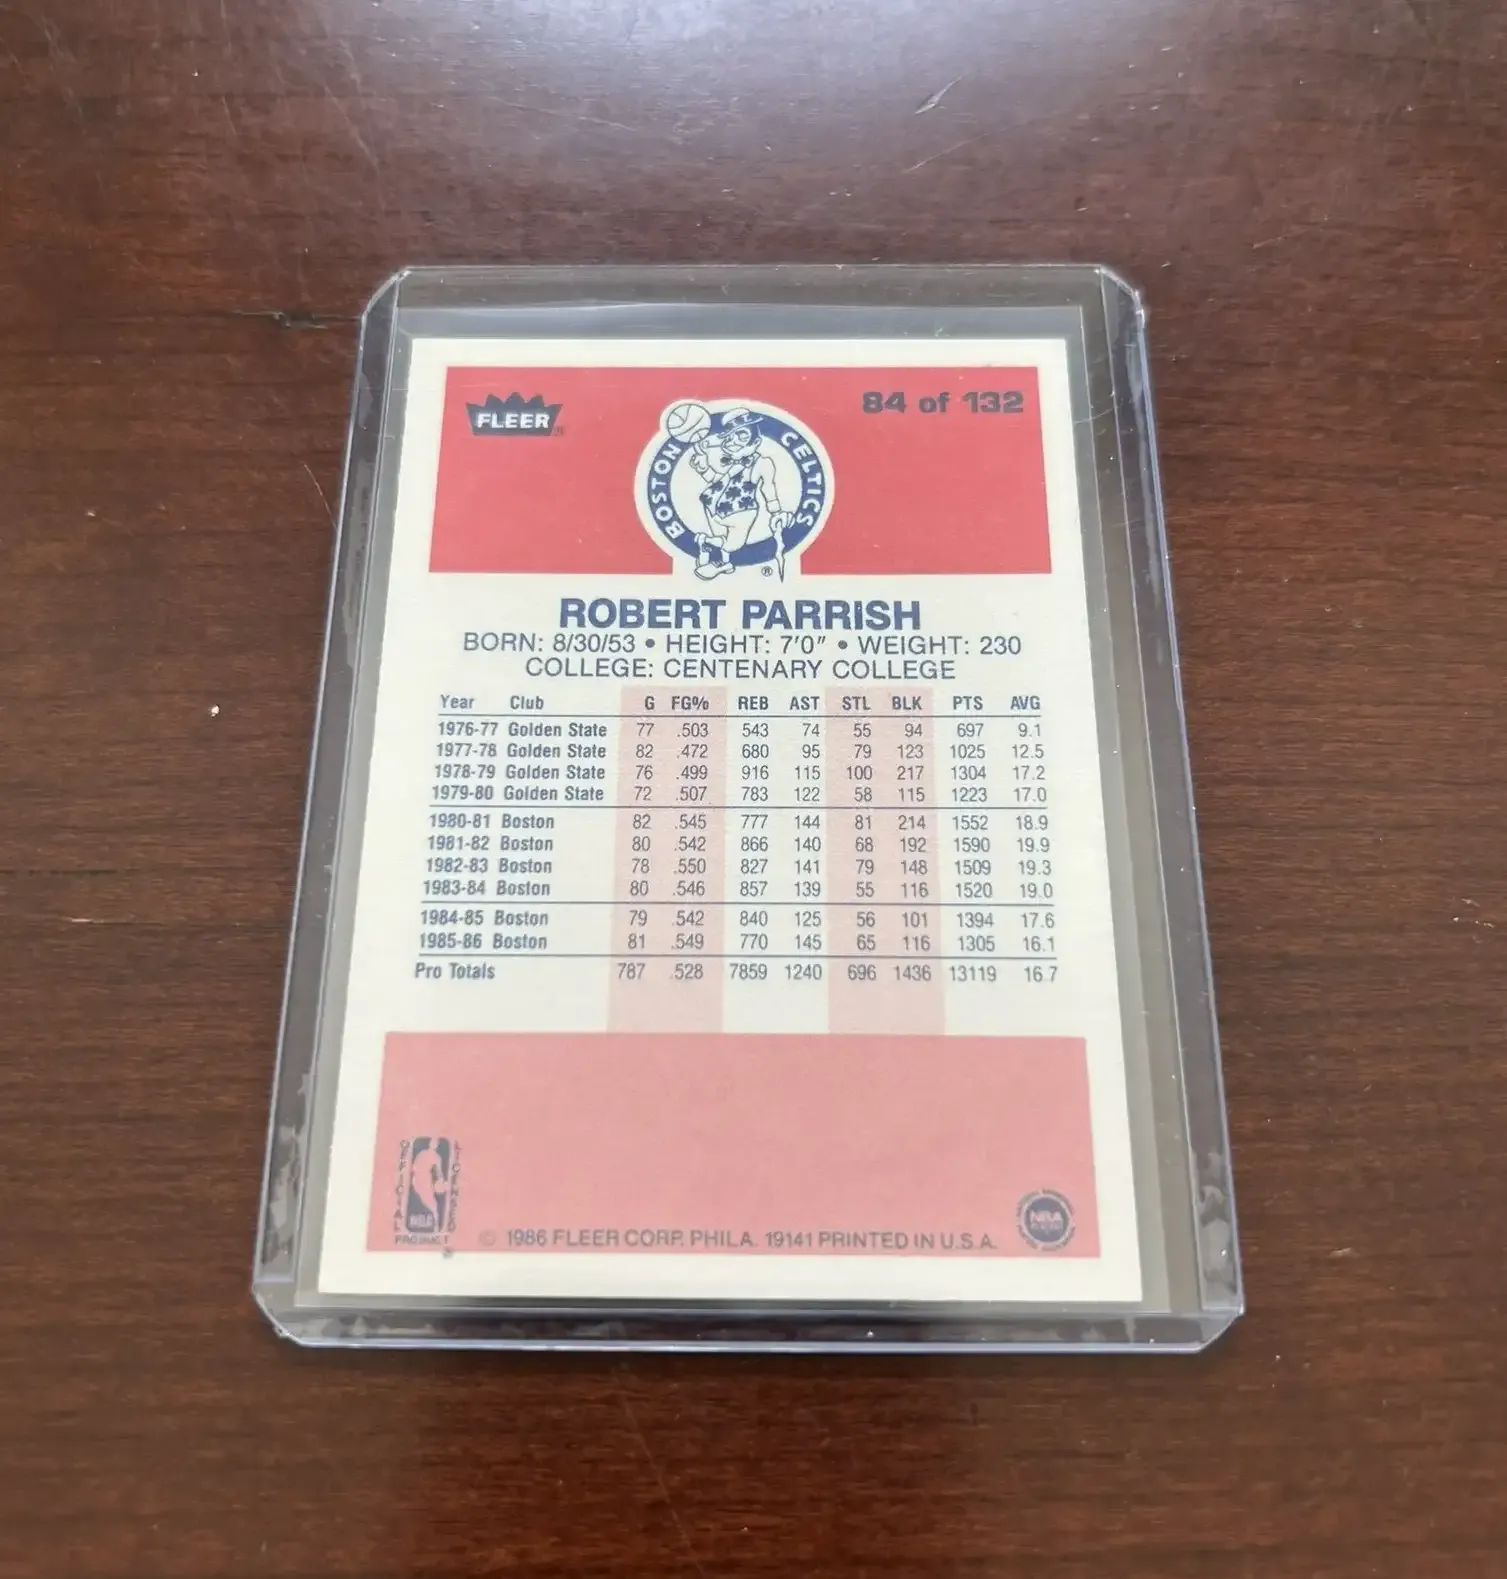 FLEER®
84 of 132
BOSTON CELTICS
®
ROBERT PARRISH
BORN: 8/30/53 • HEIGHT: 7'0" • WEIGHT: 230
COLLEGE: CENTENARY COLLEGE
Year Club G FG% REB AST STL BLK PTS AVG
1976-77 Golden State 77 .503 543 74 55 94 697 9.1
1977-78 Golden State 82 .472 680 95 79 123 1025 12.5
1978-79 Golden State 76 .499 916 115 100 217 1304 17.2
1979-80 Golden State 72 .507 783 122 58 115 1223 17.0
1980-81 Boston 82 .545 777 144 81 214 1552 18.9
1981-82 Boston 80 .542 866 140 68 192 1590 19.9
1982-83 Boston 78 .550 827 141 79 148 1509 19.3
1983-84 Boston 80 .546 857 139 55 116 1520 19.0
1984-85 Boston 79 .542 840 125 56 101 1394 17.6
1985-86 Boston 81 .549 770 145 65 116 1305 16.1
Pro Totals 787 .528 7859 1240 696 1436 13119 16.7
OFFICIAL LICENSED
NBA
PRODUCT ®
© 1986 FLEER CORP. PHILA. 19141 PRINTED IN U.S.A.
NBA